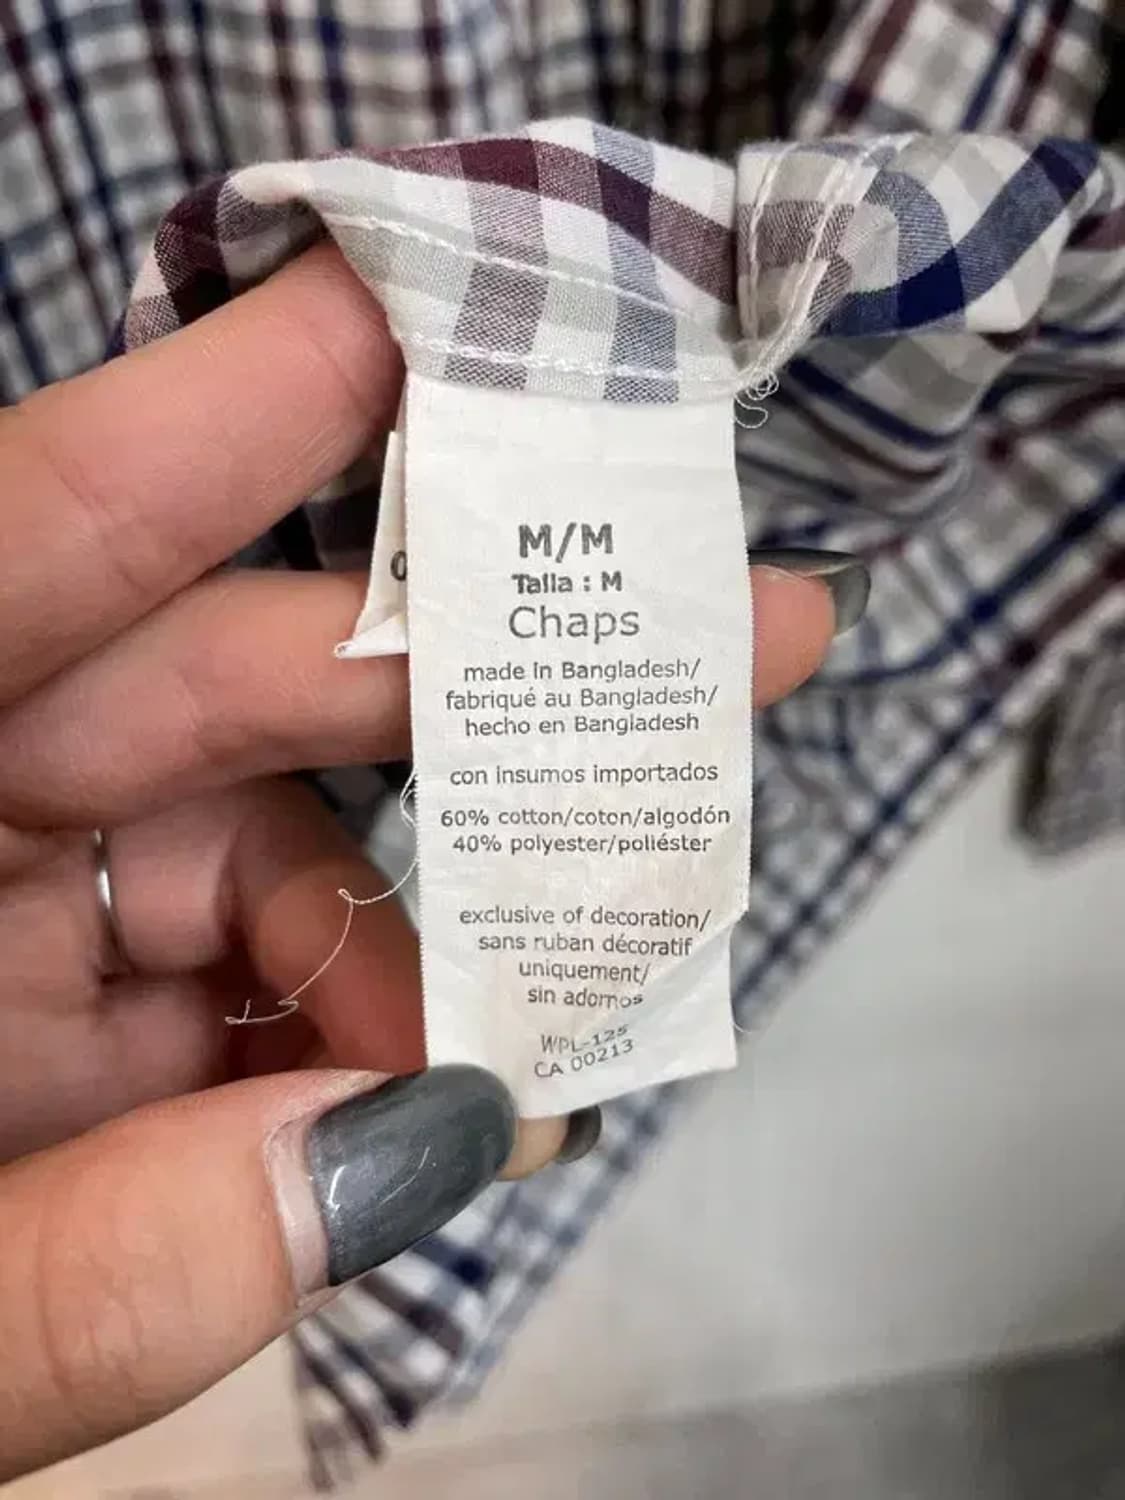 M/M
Talla : M
Chaps
made in Bangladesh/
fabriqué au Bangladesh/
hecho en Bangladesh
con insumos importados
60% cotton/coton/algodón
40% polyester/poliéster
exclusive of decoration/
sans ruban décoratif
uniquement/
sin adornos
WPL-125
CA 00213